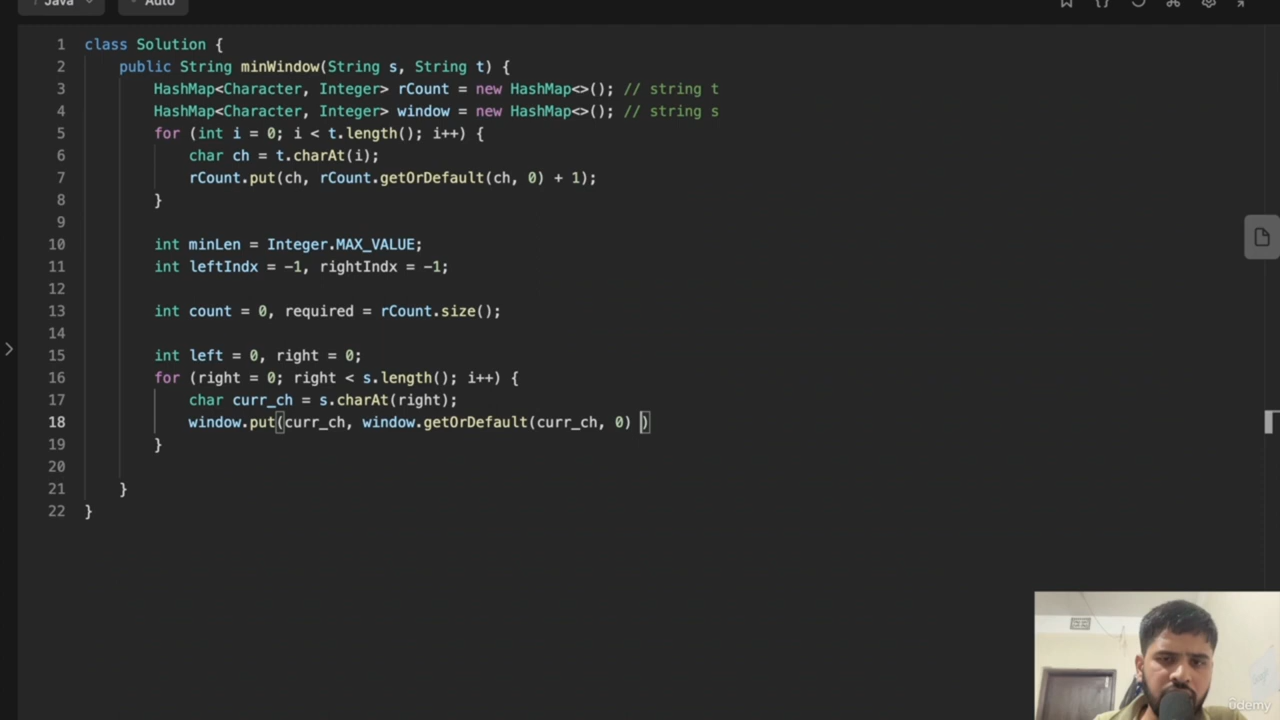 Java
Auto
1 class Solution {
2 public String minWindow(String s, String t) {
3 HashMap<Character, Integer> rCount = new HashMap<>(); // string t
4 HashMap<Character, Integer> window = new HashMap<>(); // string s
5 for (int i = 0; i < t.length(); i++) {
6 char ch = t.charAt(i);
7 rCount.put(ch, rCount.getOrDefault(ch, 0) + 1);
8 }
9
10 int minLen = Integer.MAX_VALUE;
11 int leftIndx = -1, rightIndx = -1;
12
13 int count = 0, required = rCount.size();
14
15 int left = 0, right = 0;
16 for (right = 0; right < s.length(); i++) {
17 char curr_ch = s.charAt(right);
18 window.put(curr_ch, window.getOrDefault(curr_ch, 0) )
19 }
20
21 }
22 }
ûdemy